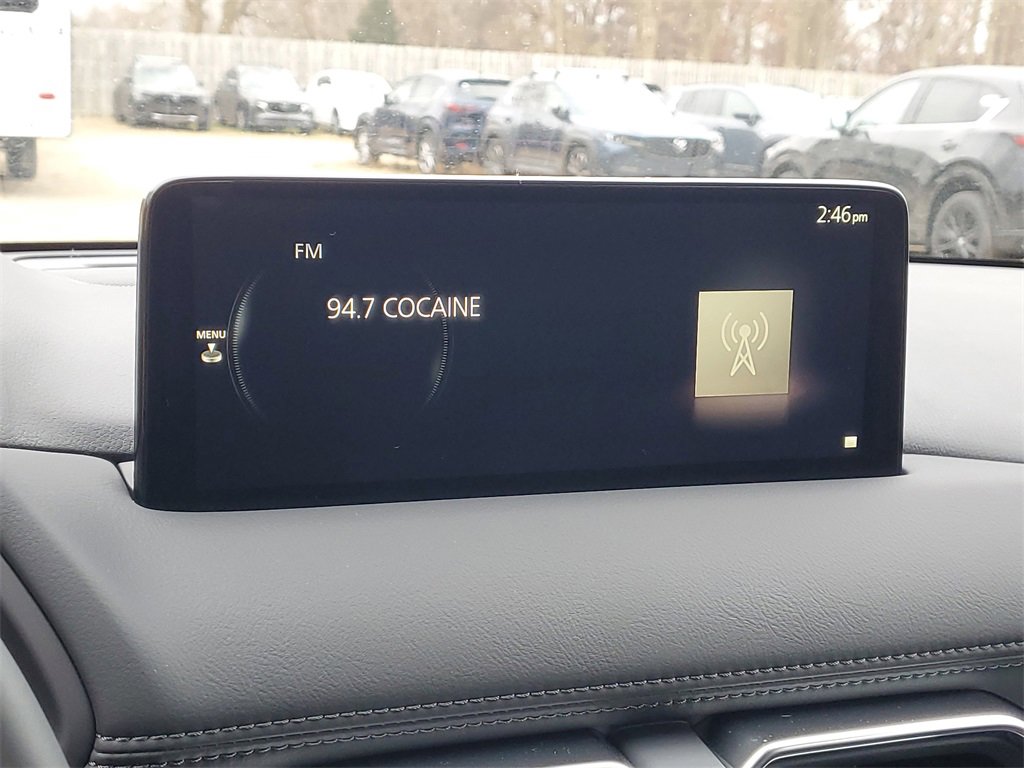 2:46pm
FM
94.7 COCAINE
MENU